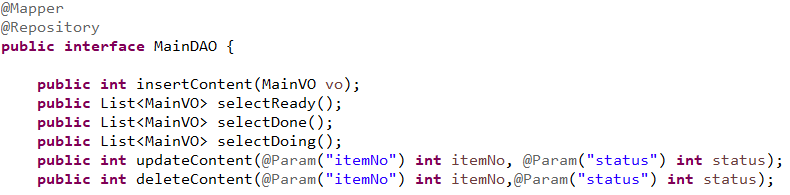 @Mapper
@Repository
public interface MainDAO {
public int insertContent(MainVO vo);
public List<MainVO> selectReady();
public List<MainVO> selectDone();
public List<MainVO> selectDoing();
public int updateContent(@Param("itemNo") int itemNo, @Param("status") int status);
public int deleteContent(@Param("itemNo") int itemNo,@Param("status") int status);